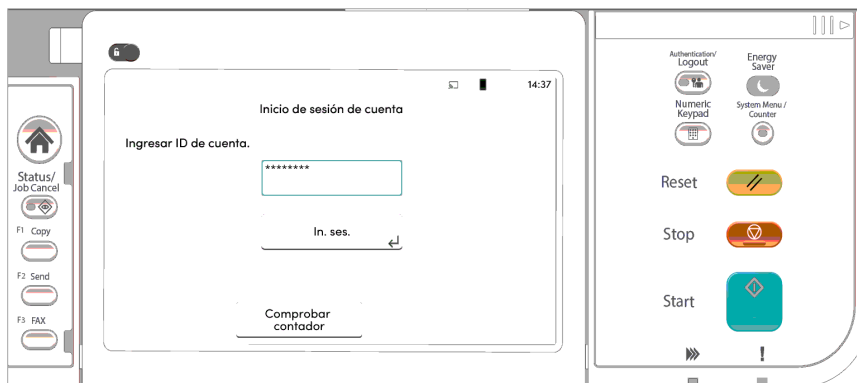 14:37
Inicio de sesión de cuenta
Ingresar ID de cuenta.
********
In. ses.
Comprobar
contador
Status/
Job Cancel
F1 Copy
F2 Send
F3 FAX
Authentication/
Logout
Energy
Saver
Numeric
Keypad
System Menu /
Counter
Reset
Stop
Start
!